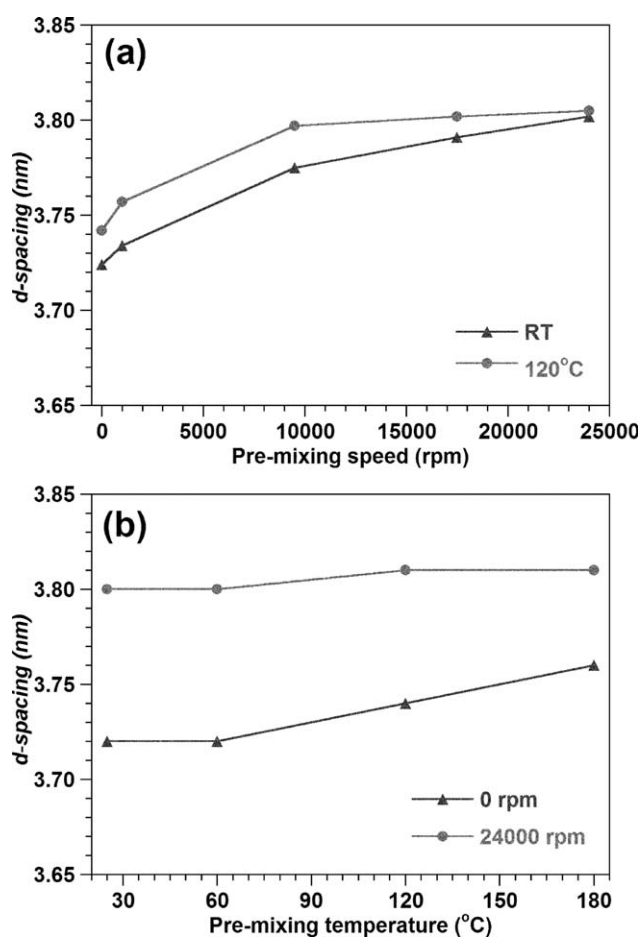 (a)
3.85
3.80
3.75
3.70
3.65
d-spacing (nm)
RT
120°C
0 5000 10000 15000 20000 25000
Pre-mixing speed (rpm)
(b)
3.85
3.80
3.75
3.70
3.65
d-spacing (nm)
0 rpm
24000 rpm
30 60 90 120 150 180
Pre-mixing temperature (°C)